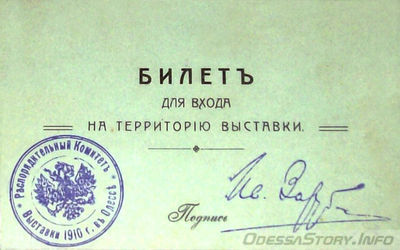 БИЛЕТЪ
ДЛЯ ВХОДА
НА ТЕРРИТОРІЮ ВЫСТАВКИ.
Распорядительный Комитетъ
Выставки 1910 г. въ Одессѣ
Подпись
OdessaStory.Info